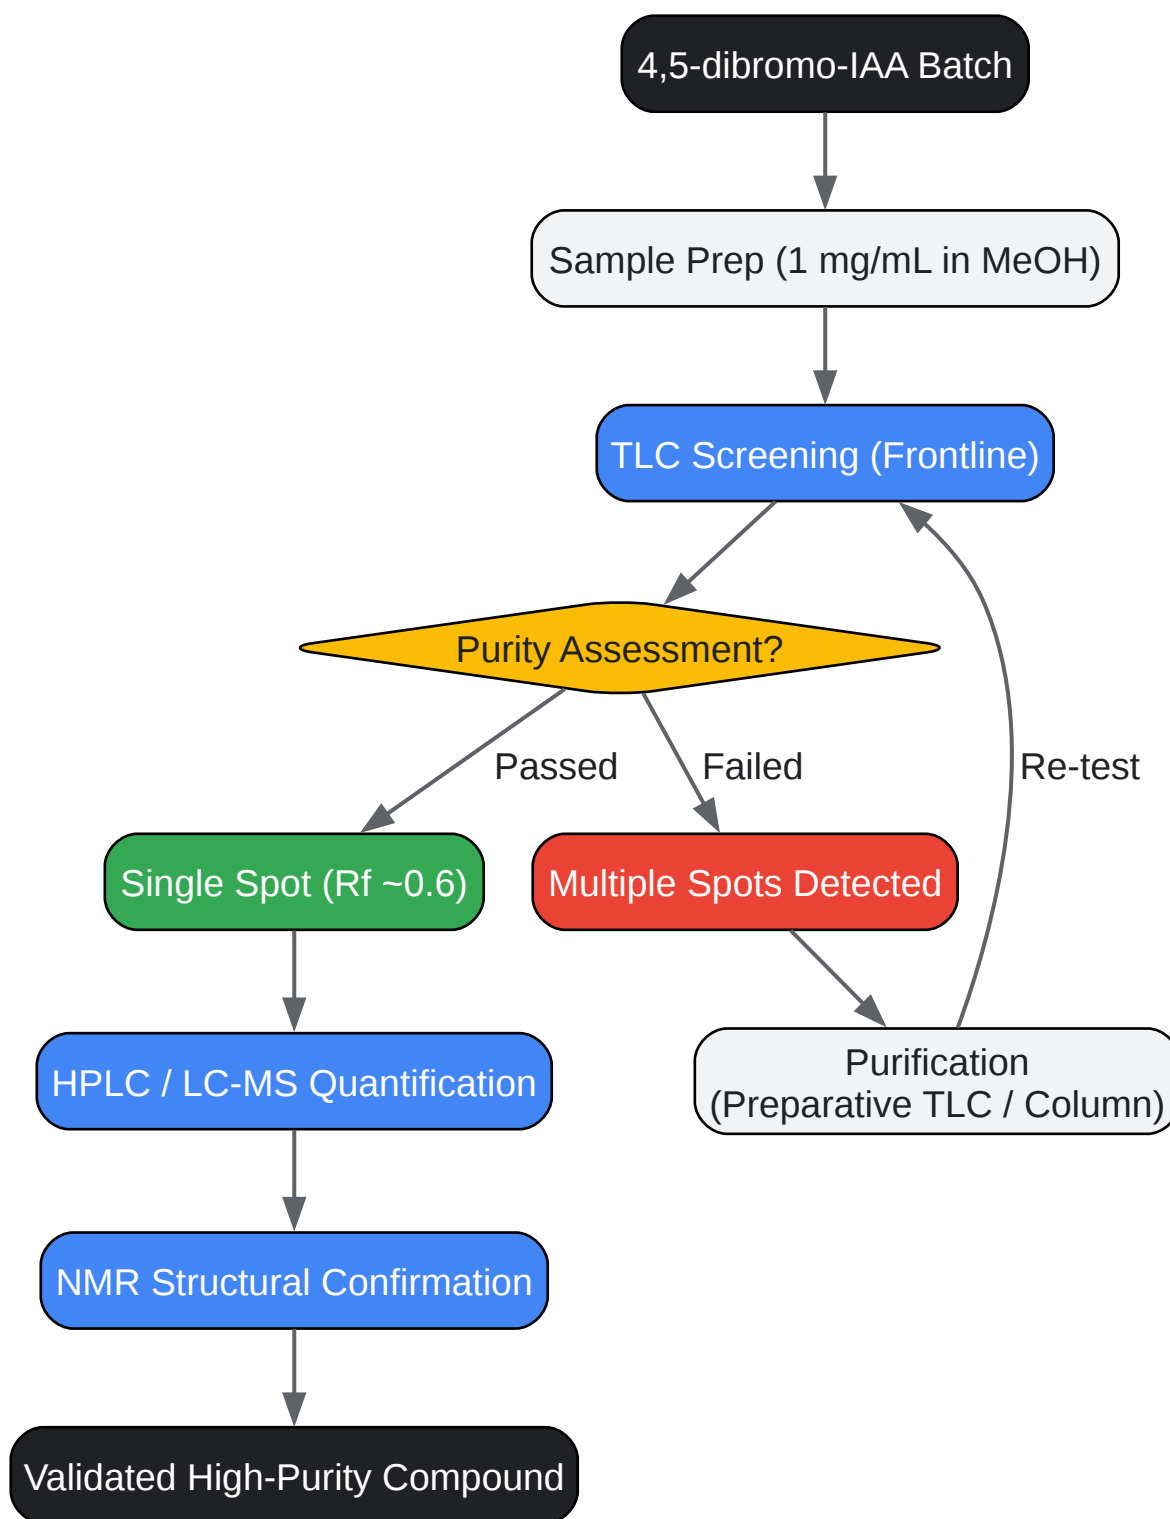 4,5-dibromo-IAA Batch
Sample Prep (1 mg/mL in MeOH)
TLC Screening (Frontline)
Purity Assessment?
Passed
Failed
Re-test
Single Spot (Rf ~0.6)
Multiple Spots Detected
HPLC / LC-MS Quantification
Purification
(Preparative TLC / Column)
NMR Structural Confirmation
Validated High-Purity Compound